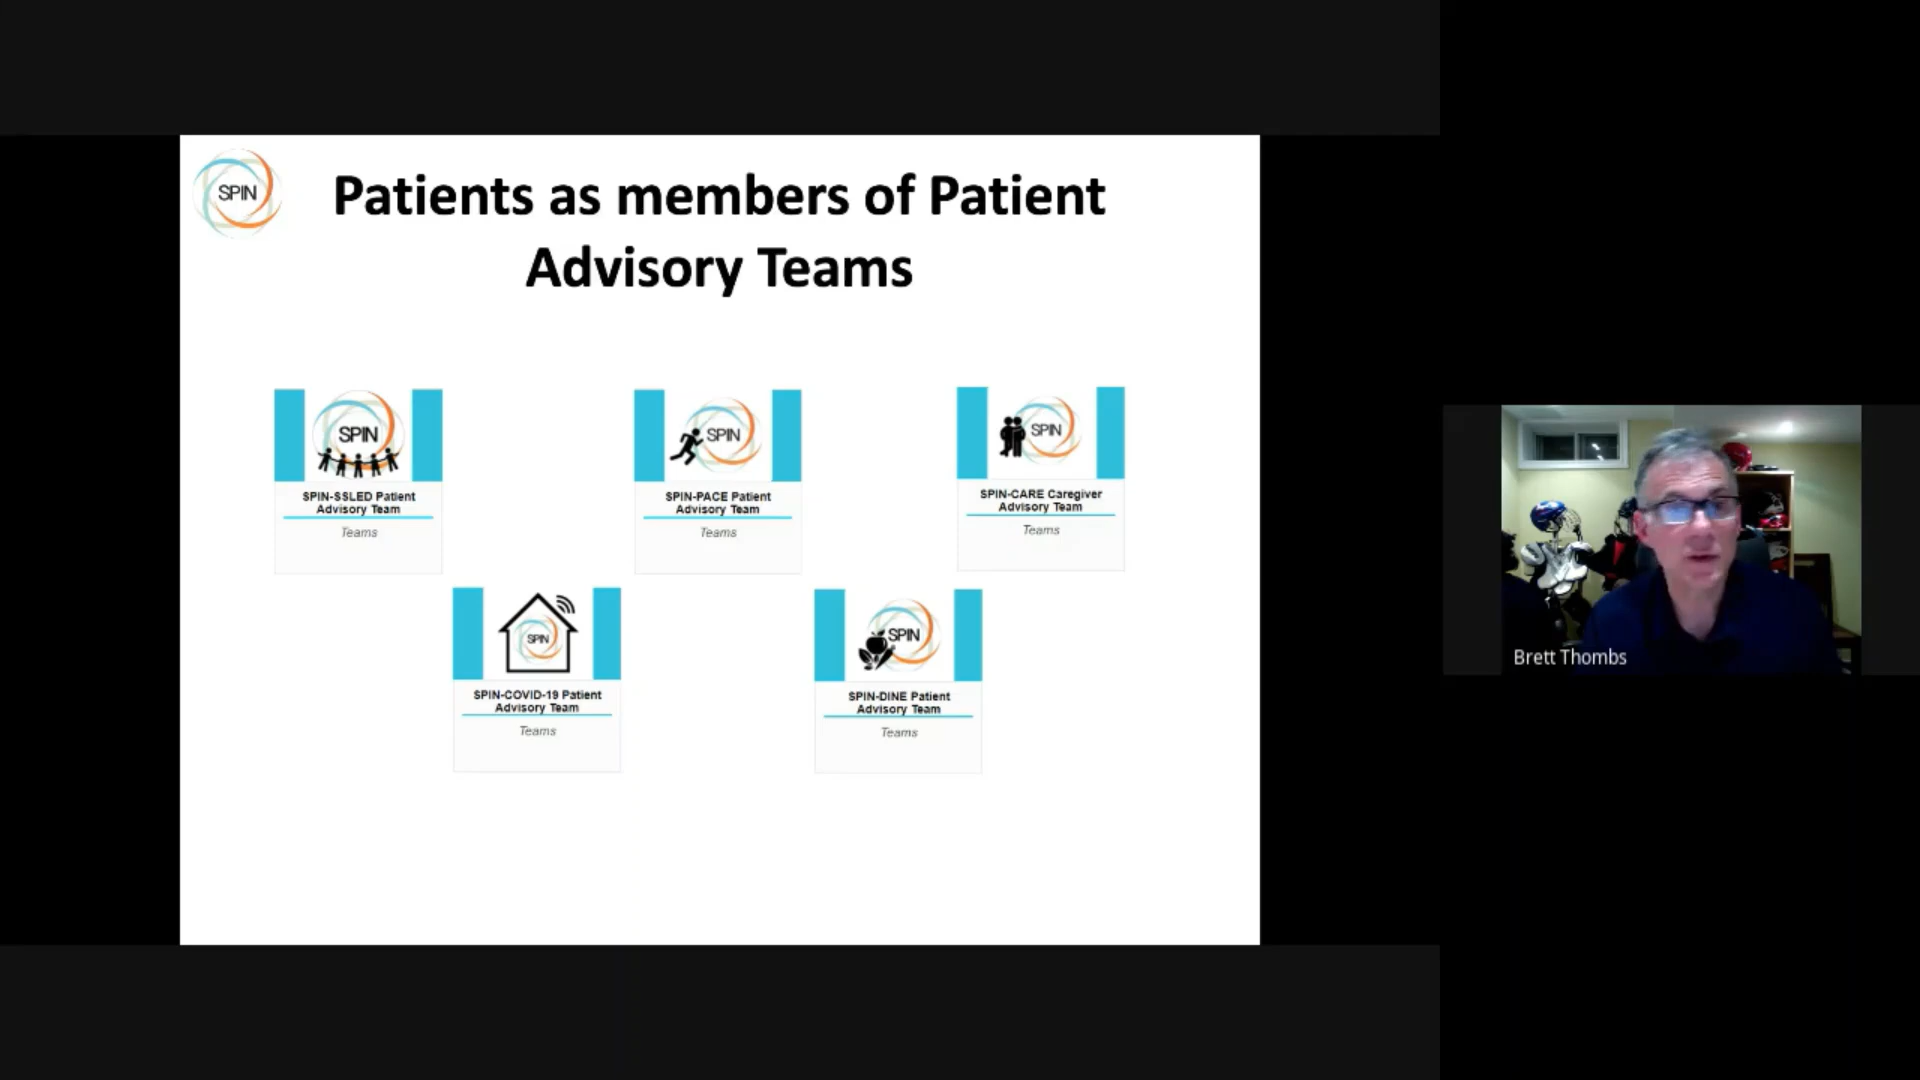 SPIN
Patients as members of Patient
Advisory Teams
SPIN
SPIN-SSLED Patient
Advisory Team
Teams
SPIN
SPIN-PACE Patient
Advisory Team
Teams
SPIN
SPIN-CARE Caregiver
Advisory Team
Teams
SPIN
SPIN-COVID-19 Patient
Advisory Team
Teams
SPIN
SPIN-DINE Patient
Advisory Team
Teams
Brett Thombs